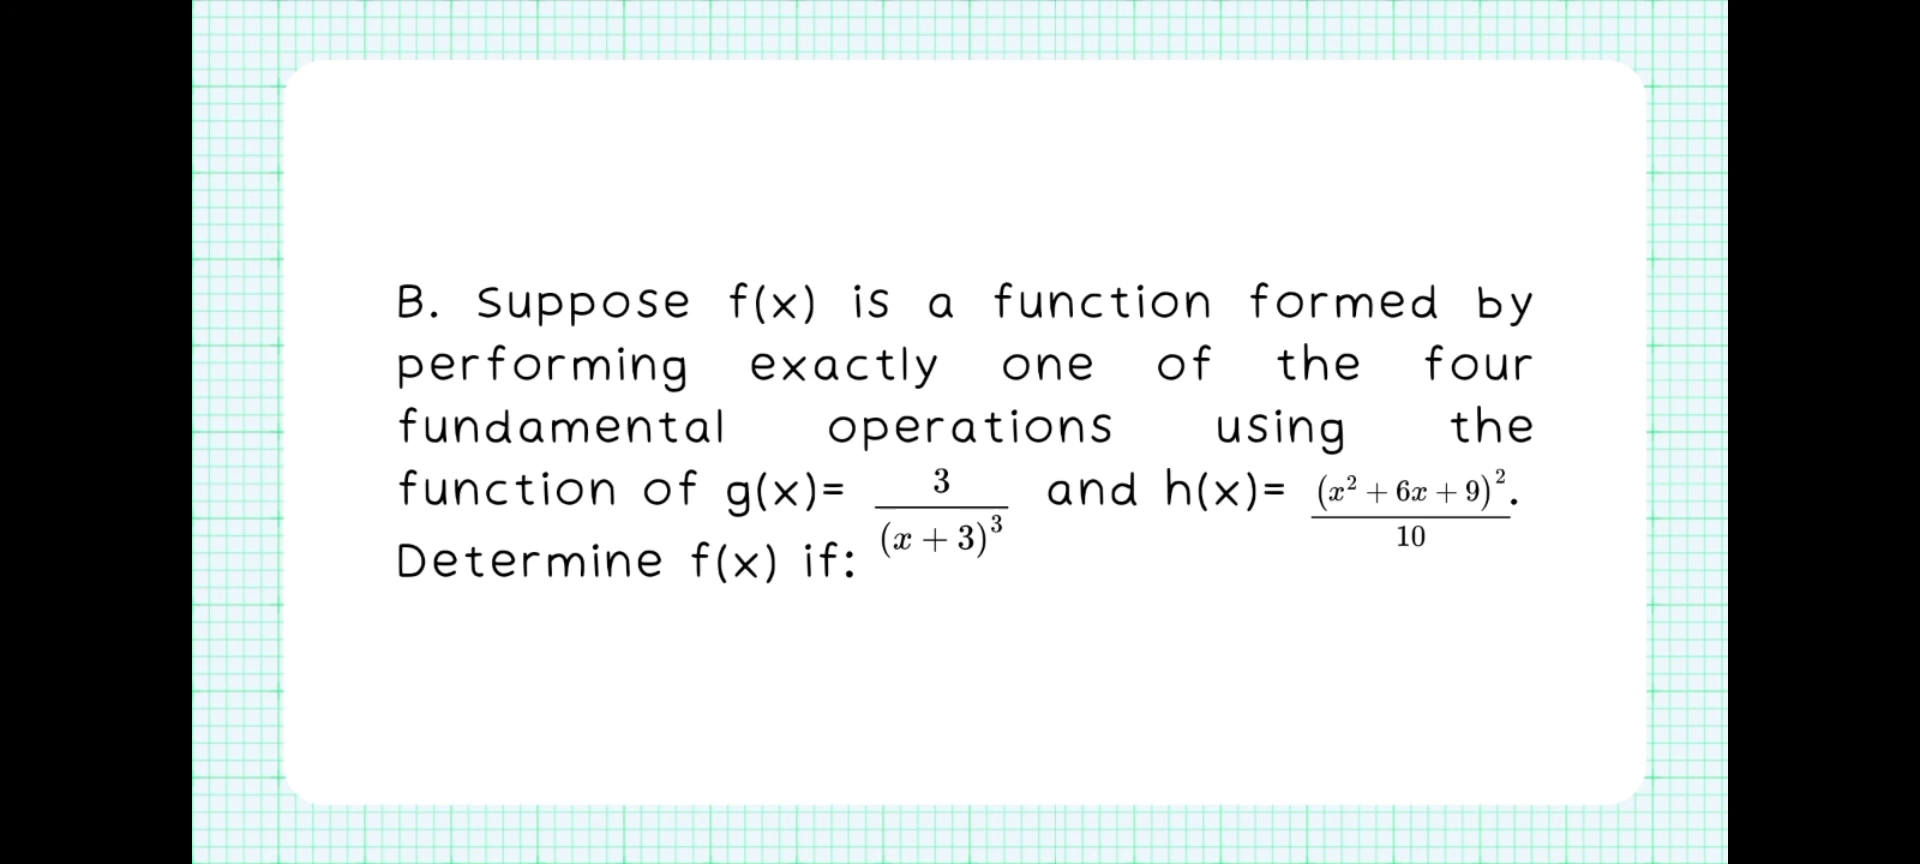 B. Suppose f(x) is a function formed by
performing exactly one of the four
fundamental operations using the
function of g(x)= 3/(x + 3)³ and h(x)= (x² + 6x + 9)²/10.
Determine f(x) if: